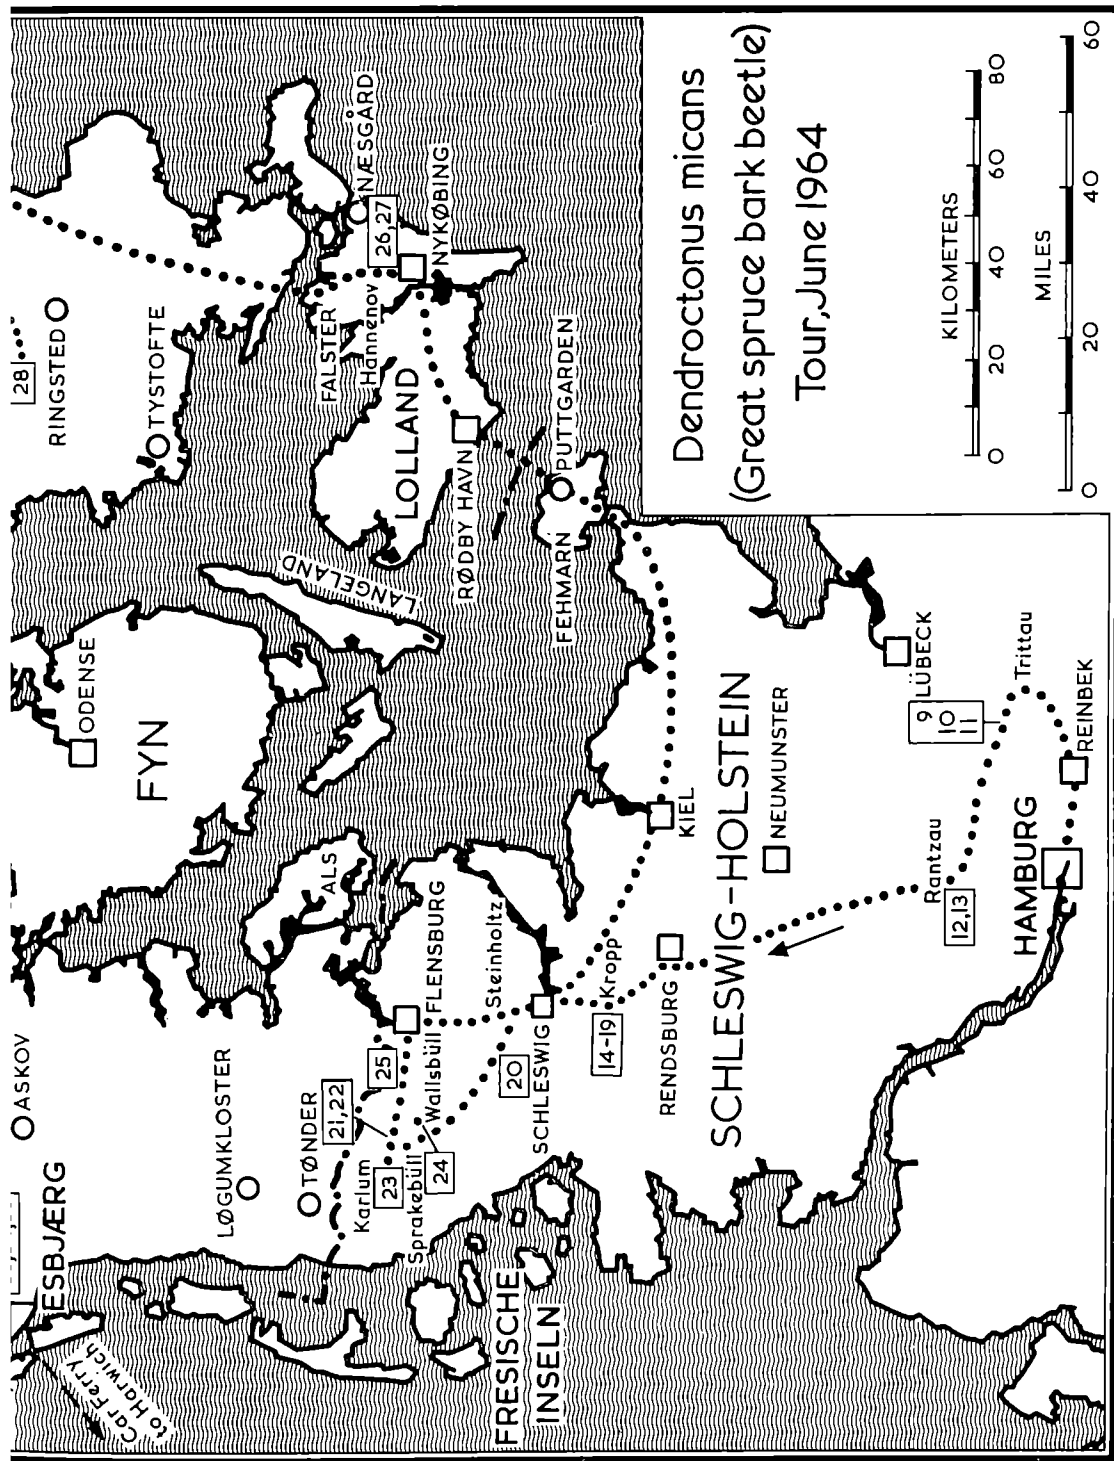 28
RINGSTED
TYSTOFTE
ODENSE
FYN
ASKOV
ESBJÆRG
Car Ferry
to Harwich
LØGUMKLOSTER
TØNDER
21,22
25
Karlum
23
Sprakebüll
24
Wallsbüll
FLENSBURG
ALS
LANGELAND
LOLLAND
FALSTER
Hannenov
26,27
NÆSGÅRD
NYKØBING
RØDBY HAVN
PUTTGARDEN
FEHMARN
Steinholtz
20
SCHLESWIG
FRESISCHE
INSELN
14-19
Kropp
RENDSBURG
KIEL
SCHLESWIG-HOLSTEIN
NEUMUNSTER
LÜBECK
9
10
11
Trittau
Rantzau
12,13
HAMBURG
REINBEK
Dendroctonus micans
(Great spruce bark beetle)
Tour, June 1964
KILOMETERS
0 20 40 60 80
MILES
0 20 40 60